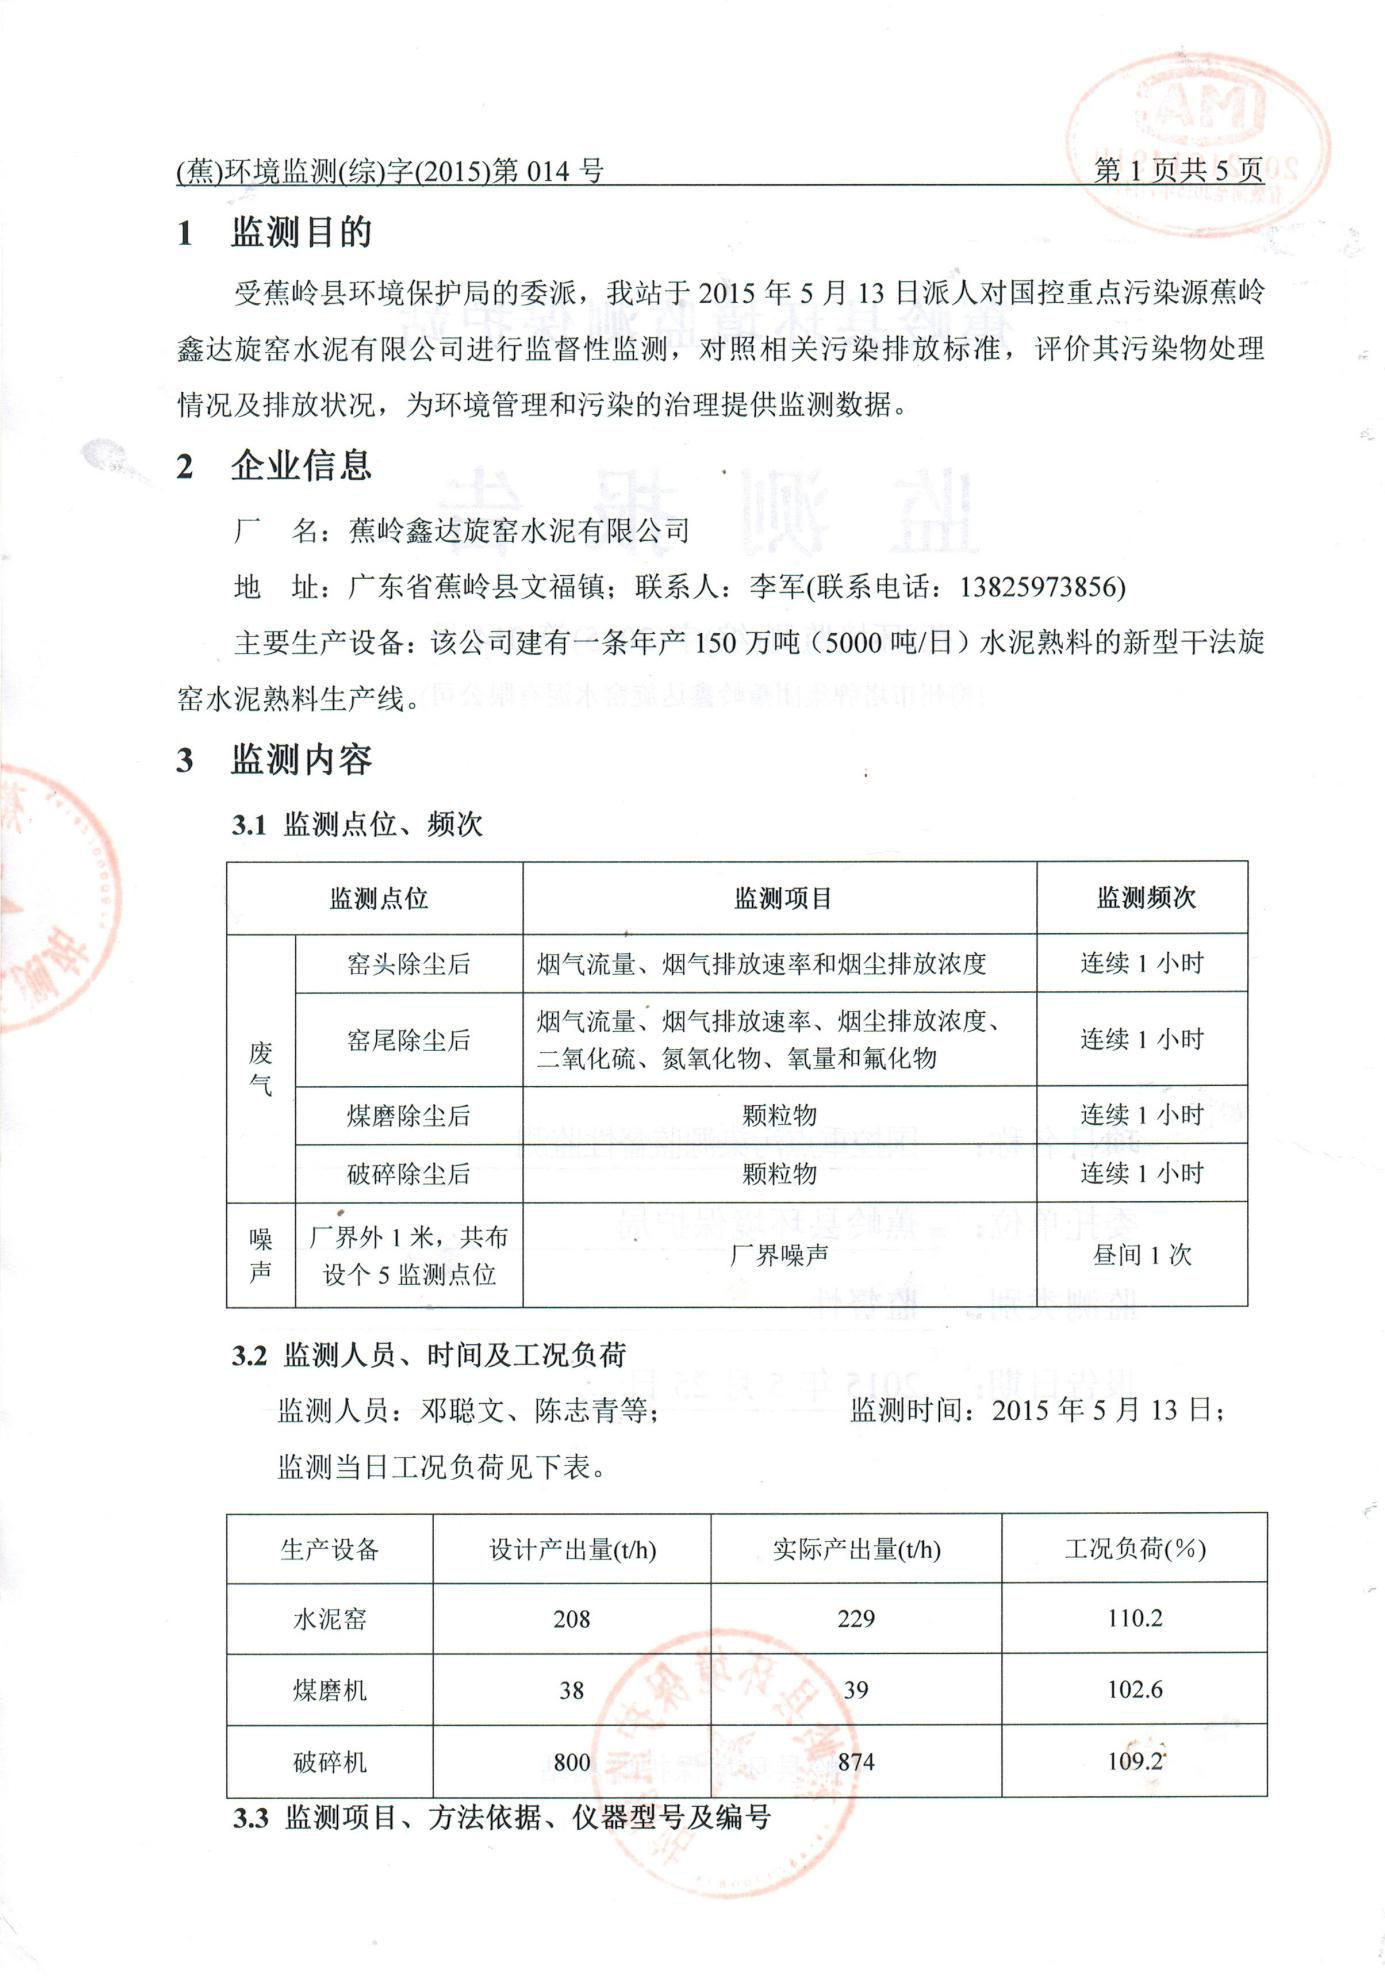 (蕉)环境监测(综)字(2015)第 014 号
第 1 页共 5 页
1 监测目的
受蕉岭县环境保护局的委派，我站于 2015 年 5 月 13 日派人对国控重点污染源蕉岭
鑫达旋窑水泥有限公司进行监督性监测，对照相关污染排放标准，评价其污染物处理
情况及排放状况，为环境管理和污染的治理提供监测数据。
2 企业信息
厂 名：蕉岭鑫达旋窑水泥有限公司
地 址：广东省蕉岭县文福镇；联系人：李军(联系电话：13825973856)
主要生产设备：该公司建有一条年产 150 万吨（5000 吨/日）水泥熟料的新型干法旋
窑水泥熟料生产线。
3 监测内容
3.1 监测点位、频次
监测点位 监测项目 监测频次
废气
窑头除尘后 烟气流量、烟气排放速率和烟尘排放浓度 连续 1 小时
窑尾除尘后 烟气流量、烟气排放速率、烟尘排放浓度、
二氧化硫、氮氧化物、氧量和氟化物 连续 1 小时
煤磨除尘后 颗粒物 连续 1 小时
破碎除尘后 颗粒物 连续 1 小时
噪声
厂界外 1 米，共布
设个 5 监测点位 厂界噪声 昼间 1 次
3.2 监测人员、时间及工况负荷
监测人员：邓聪文、陈志青等； 监测时间：2015 年 5 月 13 日；
监测当日工况负荷见下表。
生产设备 设计产出量(t/h) 实际产出量(t/h) 工况负荷(%)
水泥窑 208 229 110.2
煤磨机 38 39 102.6
破碎机 800 874 109.2
3.3 监测项目、方法依据、仪器型号及编号